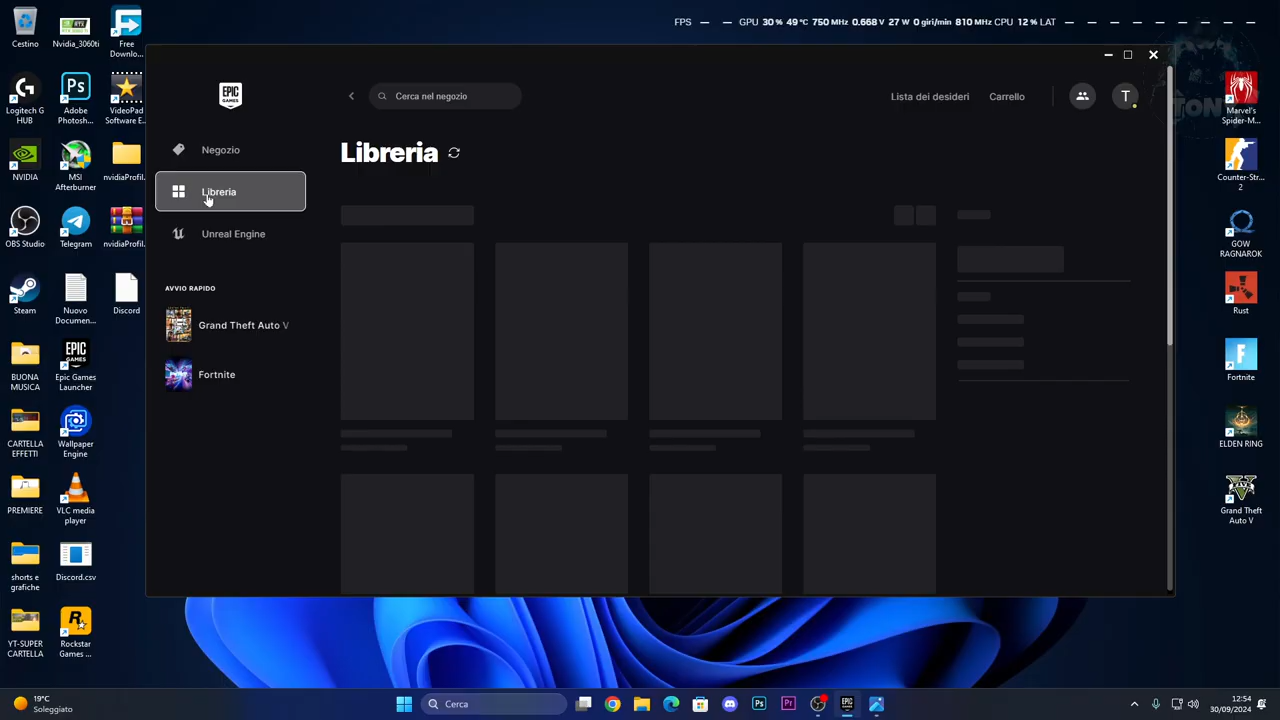 FPS — — GPU 30 % 49 °C 750 MHz 0.668 V 27 W 0 giri/min 810 MHz CPU 12 % LAT — — — — — — —
Cestino
Nvidia_3060ti
Free
Downlo...
Logitech G
HUB
Adobe
Photosh...
VideoPad
Software E...
NVIDIA
MSI
Afterburner
nvidiaProfil...
OBS Studio
Telegram
nvidiaProfil...
Steam
Nuovo
Documen...
Discord
BUONA
MUSICA
Epic Games
Launcher
CARTELLA
EFFETTI
Wallpaper
Engine
PREMIERE
VLC media
player
shorts e
grafiche
Discord.csv
YT-SUPER
CARTELLA
Rockstar
Games ...
EPIC
GAMES
Cerca nel negozio
Lista dei desideri
Carrello
T
Negozio
Libreria
Unreal Engine
AVVIO RAPIDO
Grand Theft Auto V
Fortnite
Libreria
Marvel's
Spider-M...
Counter-Str...
2
GOW
RAGNAROK
Rust
Fortnite
ELDEN RING
Grand Theft
Auto V
19°C
Soleggiato
Cerca
12:54
30/09/2024